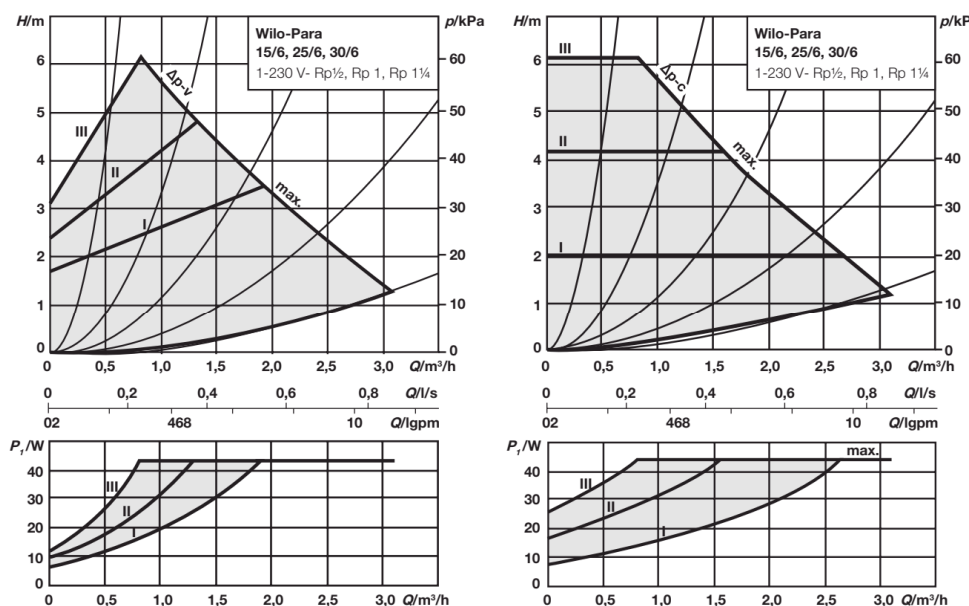 H/m
p/kPa
Wilo-Para
15/6, 25/6, 30/6
1~230 V- Rp½, Rp 1, Rp 1¼
6
5
4
3
2
1
0
60
50
40
30
20
10
0
Δp-v
III
II
I
max.
0,5 1,0 1,5 2,0 2,5 3,0 Q/m³/h
0 0,2 0,4 0,6 0,8 Q/l/s
02 468 10 Q/lgpm
P₁/W
40
30
20
10
0
III
II
I
0 0,5 1,0 1,5 2,0 2,5 3,0 Q/m³/h
H/m
p/kPa
Wilo-Para
15/6, 25/6, 30/6
1~230 V- Rp½, Rp 1, Rp 1¼
6
5
4
3
2
1
0
60
50
40
30
20
10
0
III
Δp-c
II
I
max.
0,5 1,0 1,5 2,0 2,5 3,0 Q/m³/h
0 0,2 0,4 0,6 0,8 Q/l/s
02 468 10 Q/lgpm
P₁/W
40
30
20
10
0
max.
III
II
I
0 0,5 1,0 1,5 2,0 2,5 3,0 Q/m³/h